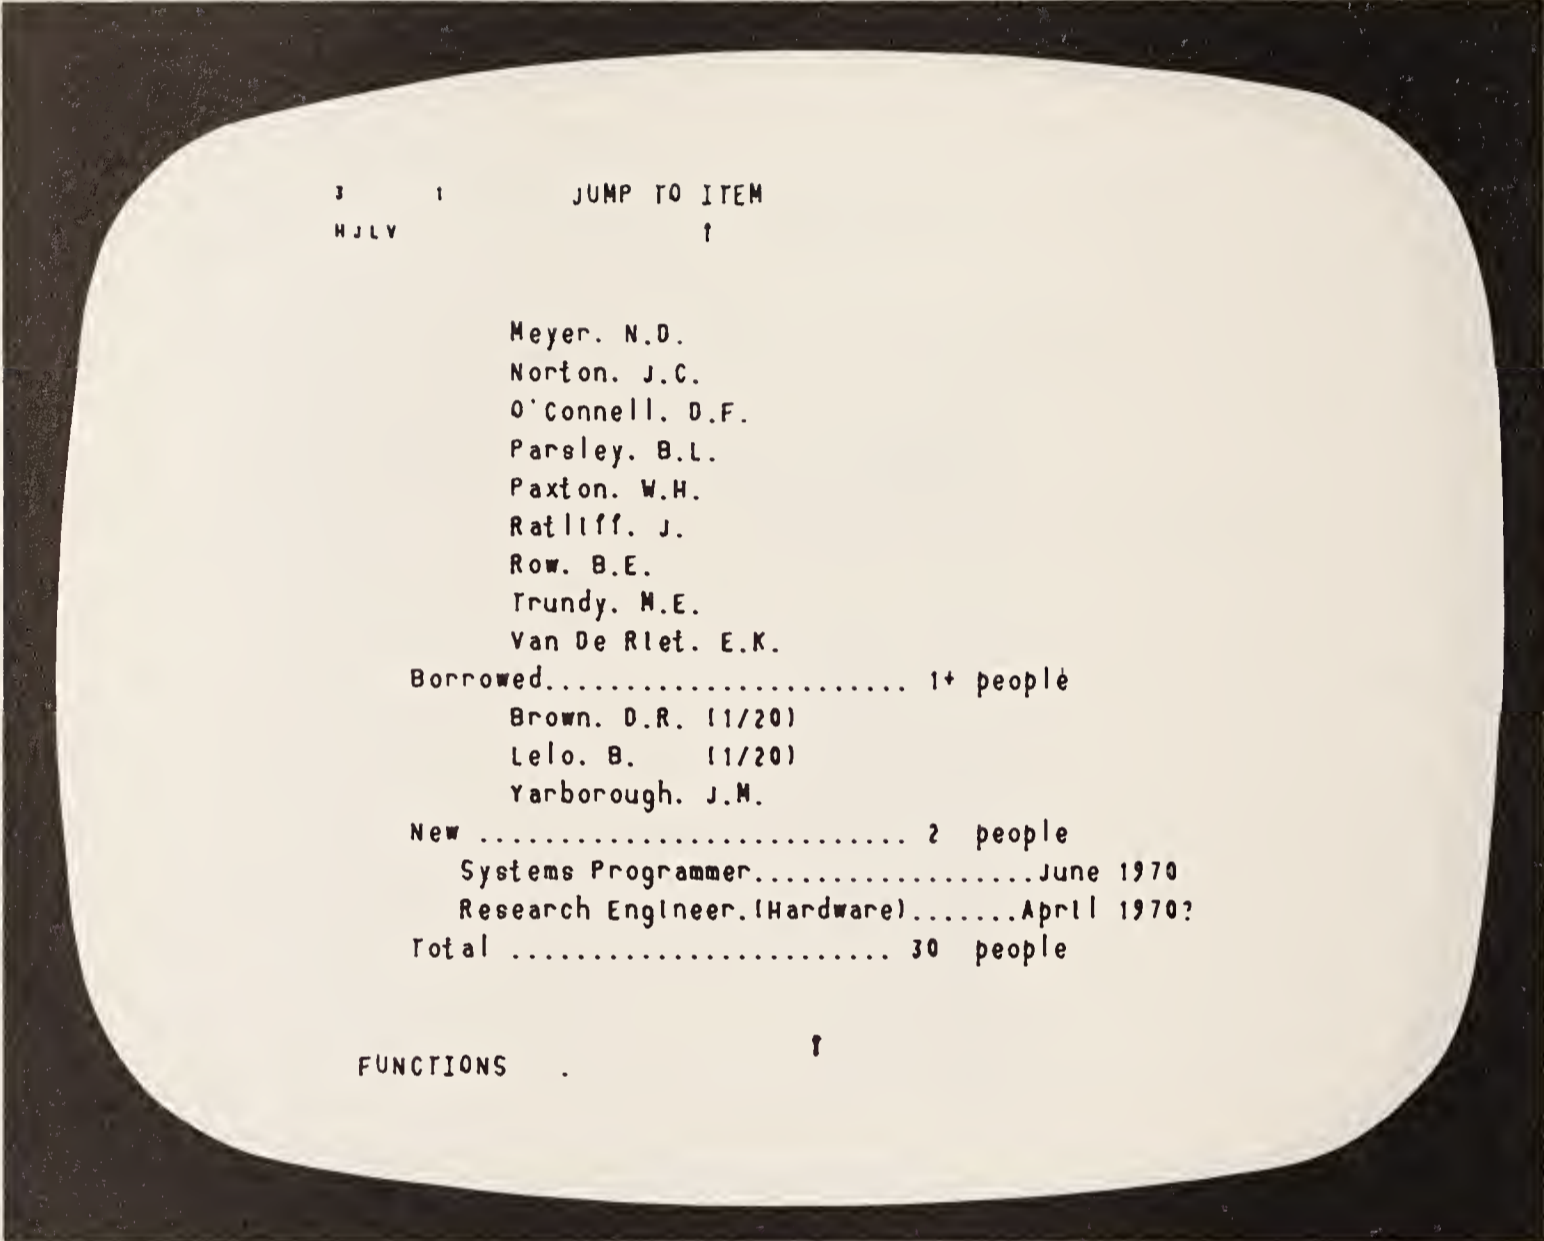 3 1 JUMP TO ITEM
HJLV ↑
Meyer. N.D.
Norton. J.C.
O'Connell. D.F.
Parsley. B.L.
Paxton. W.H.
Ratliff. J.
Row. B.E.
Trundy. M.E.
Van De Riet. E.K.
Borrowed....................... 1+ people
Brown. D.R. (1/20)
Lelo. B. (1/20)
Yarborough. J.M.
New ........................... 2 people
Systems Programmer..................June 1970
Research Engineer.(Hardware).......April 1970?
Total ........................ 30 people
↑
FUNCTIONS .